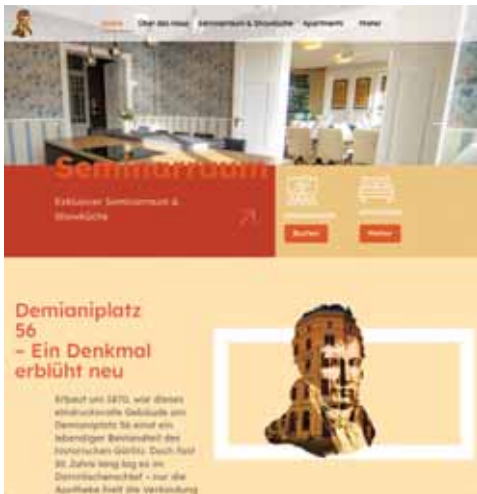 Home Über das Haus Seminarraum & Showküche Apartments
Seminarraum
Exklusiver Seminarraum &
Showküche
Buchen
Demianiplatz
56
– Ein Denkmal
erblüht neu
Erbaut um 1870, war dieses
eindrucksvolle Gebäude am
Demianiplatz 56 einst ein
lebendiger Bestandteil des
historischen Görlitz. Doch fast
30 Jahre lang lag es im
Dornröschenschlaf – nur die
Apotheke hielt die Verbindung